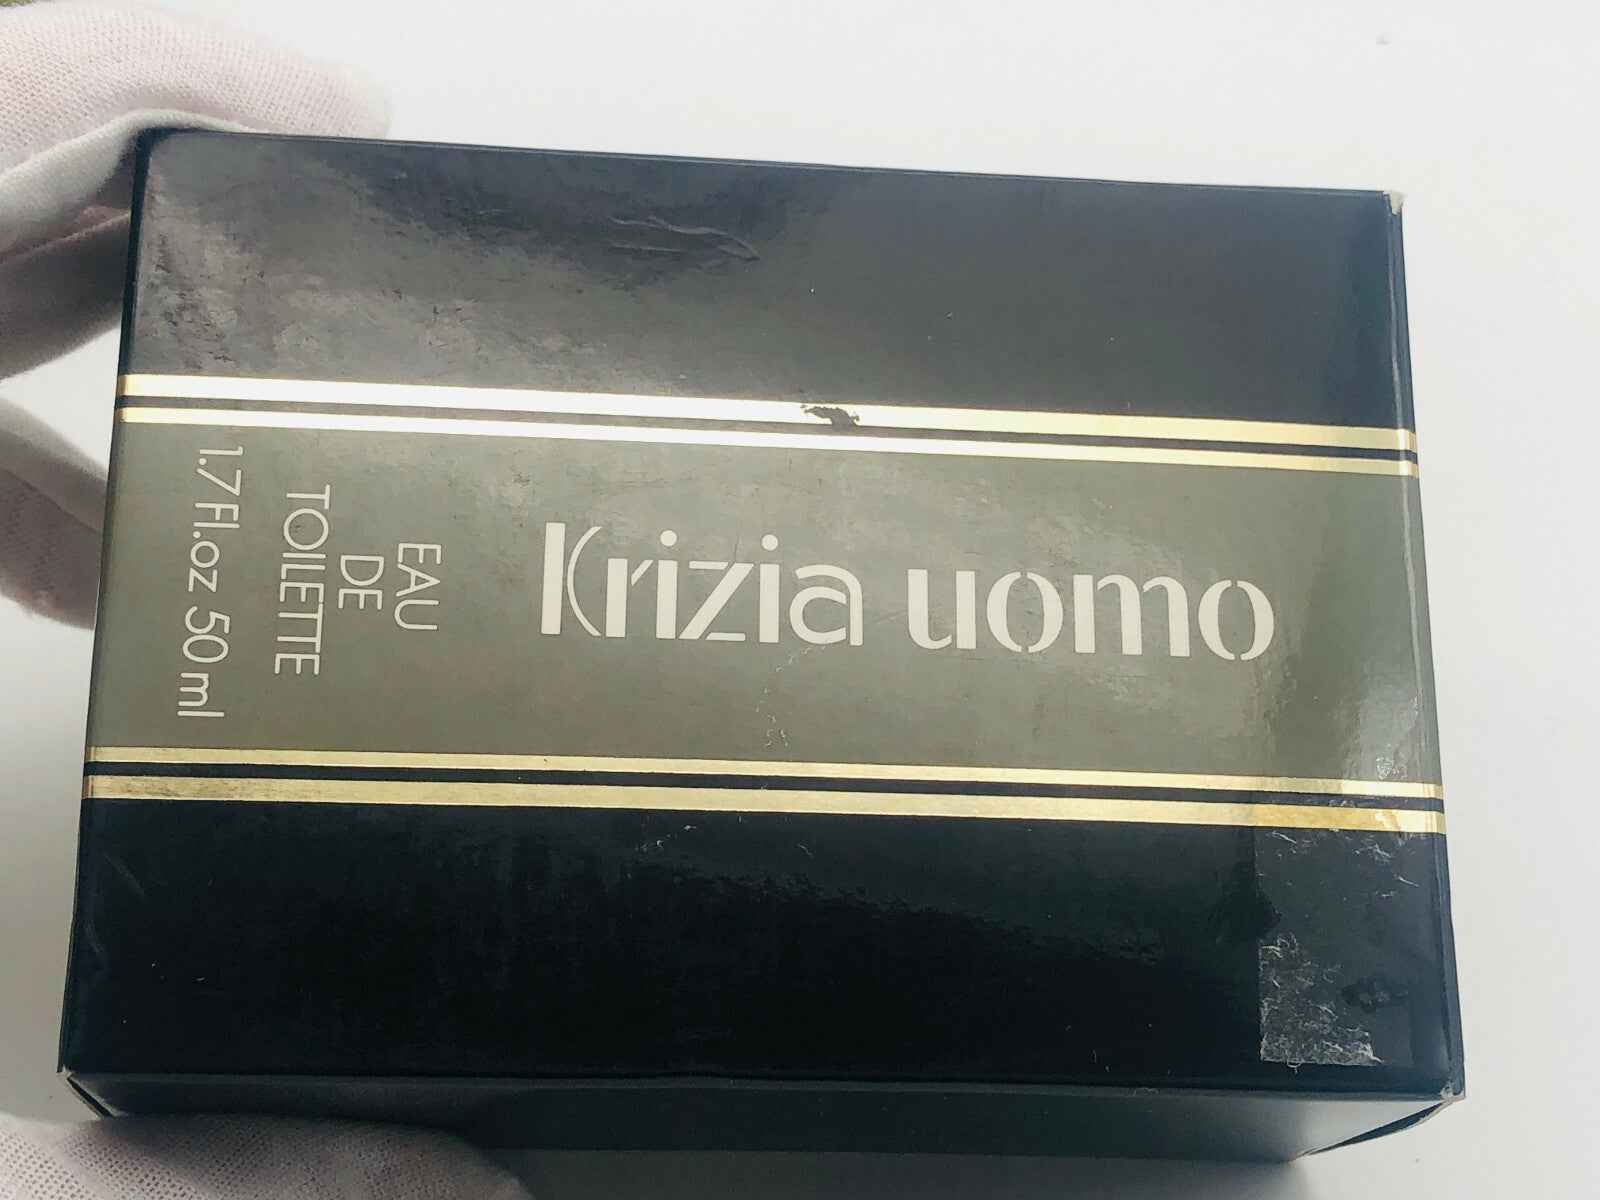 Krizia uomo
EAU
DE
TOILETTE
1.7 Fl.oz 50 ml